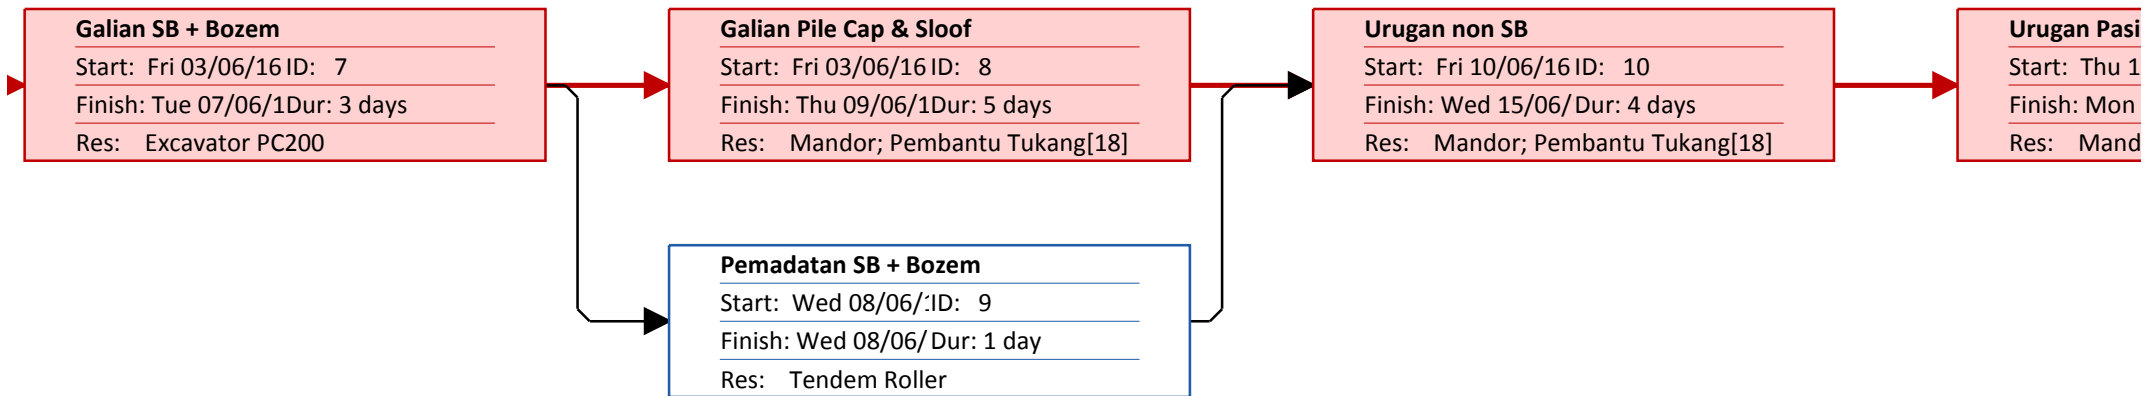 Galian SB + Bozem
Start: Fri 03/06/16 ID: 7
Finish: Tue 07/06/1 Dur: 3 days
Res: Excavator PC200
Galian Pile Cap & Sloof
Start: Fri 03/06/16 ID: 8
Finish: Thu 09/06/1 Dur: 5 days
Res: Mandor; Pembantu Tukang[18]
Urugan non SB
Start: Fri 10/06/16 ID: 10
Finish: Wed 15/06/ Dur: 4 days
Res: Mandor; Pembantu Tukang[18]
Urugan Pasi
Start: Thu 1
Finish: Mon
Res: Mand
Pemadatan SB + Bozem
Start: Wed 08/06/ ID: 9
Finish: Wed 08/06/ Dur: 1 day
Res: Tendem Roller